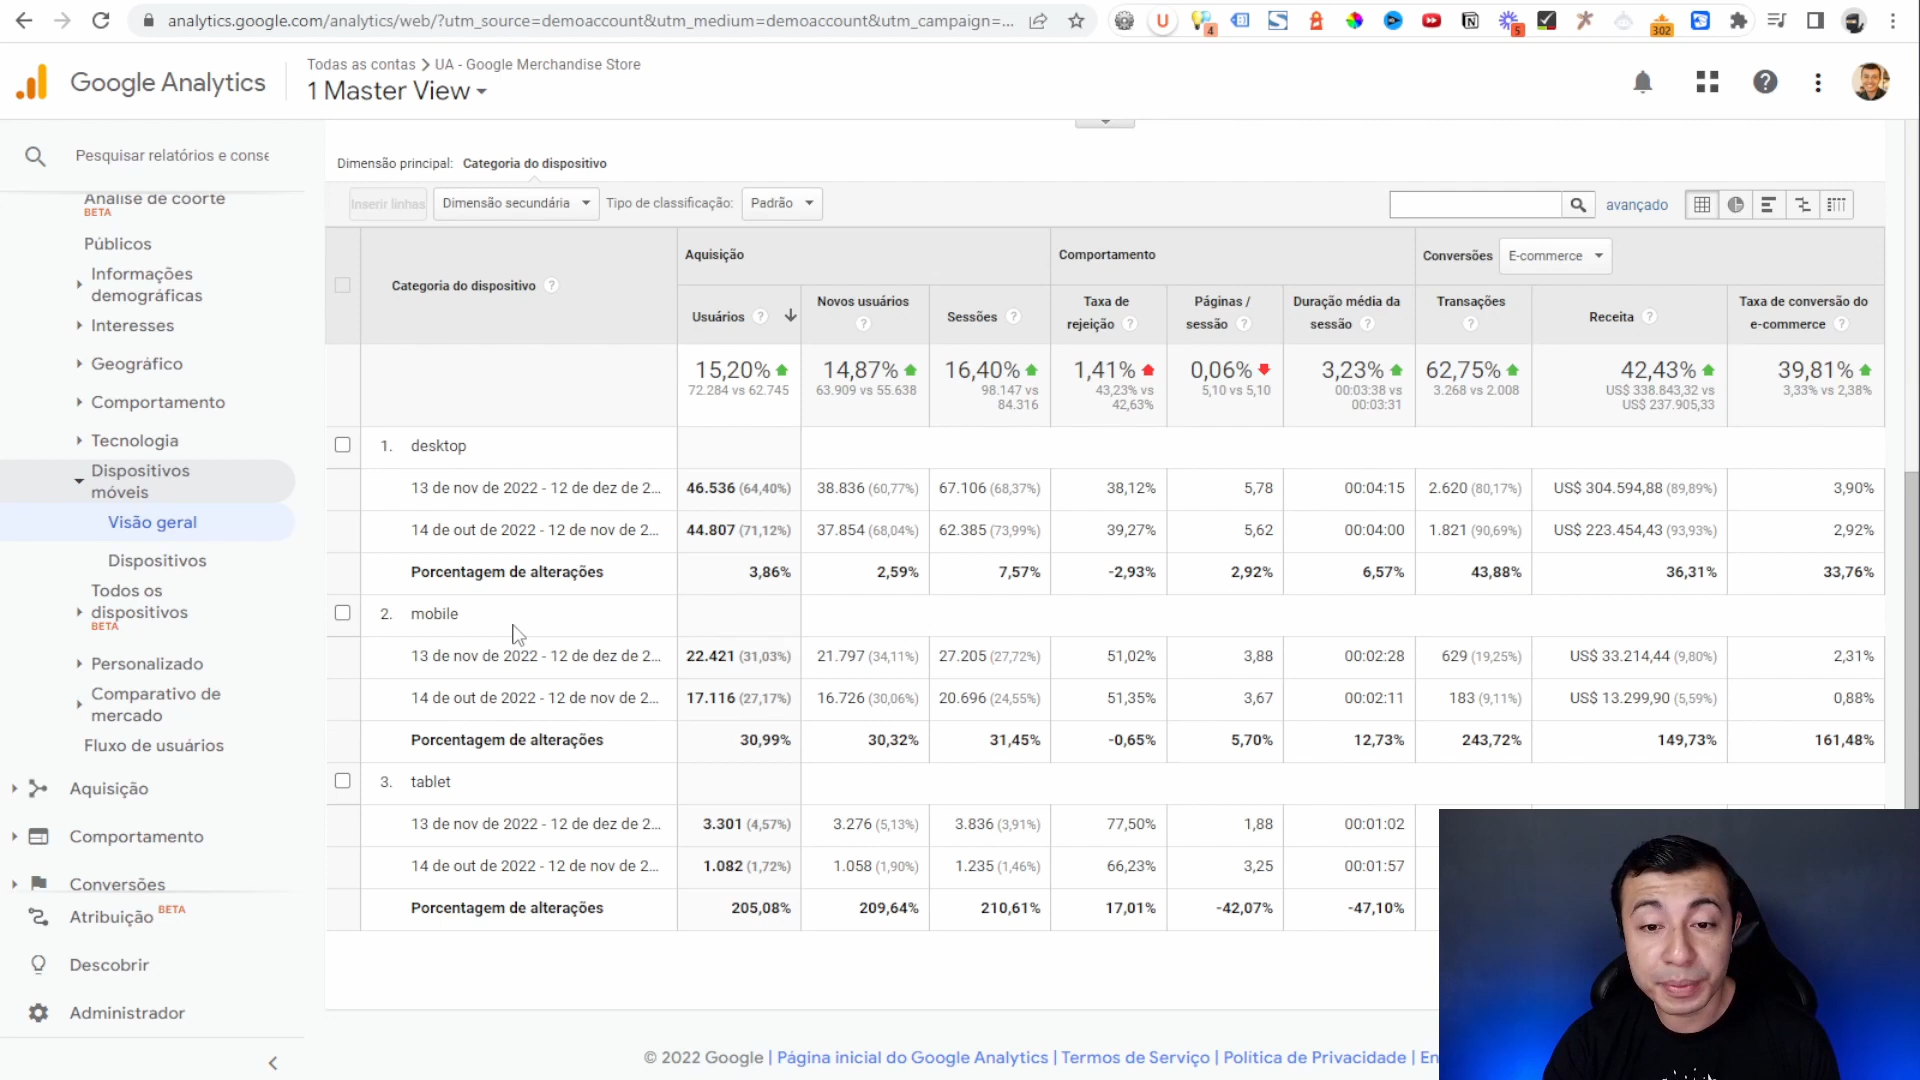 analytics.google.com/analytics/web/?utm_source=demoaccount&utm_medium=demoaccount&utm_campaign=...
4
5
302
Google Analytics
Todas as contas > UA - Google Merchandise Store
1 Master View
Pesquisar relatórios e conse
Análise de coorte
BETA
Públicos
Informações
demográficas
Interesses
Geográfico
Comportamento
Tecnologia
Dispositivos
móveis
Visão geral
Dispositivos
Todos os
dispositivos
BETA
Personalizado
Comparativo de
mercado
Fluxo de usuários
Aquisição
Comportamento
Conversões
Atribuição BETA
Descobrir
Administrador
Dimensão principal: Categoria do dispositivo
Inserir linhas Dimensão secundária Tipo de classificação: Padrão avançado
Categoria do dispositivo ?
Aquisição Comportamento Conversões E-commerce
Usuários ? Novos usuários ? Sessões ? Taxa de rejeição ? Páginas / sessão ? Duração média da sessão ? Transações ? Receita ? Taxa de conversão do e-commerce ?
15,20% 14,87% 16,40% 1,41% 0,06% 3,23% 62,75% 42,43% 39,81%
72.284 vs 62.745 63.909 vs 55.638 98.147 vs 84.316 43,23% vs 42,63% 5,10 vs 5,10 00:03:38 vs 00:03:31 3.268 vs 2.008 US$ 338.843,32 vs US$ 237.905,33 3,33% vs 2,38%
1. desktop
13 de nov de 2022 - 12 de dez de 2... 46.536 (64,40%) 38.836 (60,77%) 67.106 (68,37%) 38,12% 5,78 00:04:15 2.620 (80,17%) US$ 304.594,88 (89,89%) 3,90%
14 de out de 2022 - 12 de nov de 2... 44.807 (71,12%) 37.854 (68,04%) 62.385 (73,99%) 39,27% 5,62 00:04:00 1.821 (90,69%) US$ 223.454,43 (93,93%) 2,92%
Porcentagem de alterações 3,86% 2,59% 7,57% -2,93% 2,92% 6,57% 43,88% 36,31% 33,76%
2. mobile
13 de nov de 2022 - 12 de dez de 2... 22.421 (31,03%) 21.797 (34,11%) 27.205 (27,72%) 51,02% 3,88 00:02:28 629 (19,25%) US$ 33.214,44 (9,80%) 2,31%
14 de out de 2022 - 12 de nov de 2... 17.116 (27,17%) 16.726 (30,06%) 20.696 (24,55%) 51,35% 3,67 00:02:11 183 (9,11%) US$ 13.299,90 (5,59%) 0,88%
Porcentagem de alterações 30,99% 30,32% 31,45% -0,65% 5,70% 12,73% 243,72% 149,73% 161,48%
3. tablet
13 de nov de 2022 - 12 de dez de 2... 3.301 (4,57%) 3.276 (5,13%) 3.836 (3,91%) 77,50% 1,88 00:01:02
14 de out de 2022 - 12 de nov de 2... 1.082 (1,72%) 1.058 (1,90%) 1.235 (1,46%) 66,23% 3,25 00:01:57
Porcentagem de alterações 205,08% 209,64% 210,61% 17,01% -42,07% -47,10%
© 2022 Google | Página inicial do Google Analytics | Termos de Serviço | Política de Privacidade | En